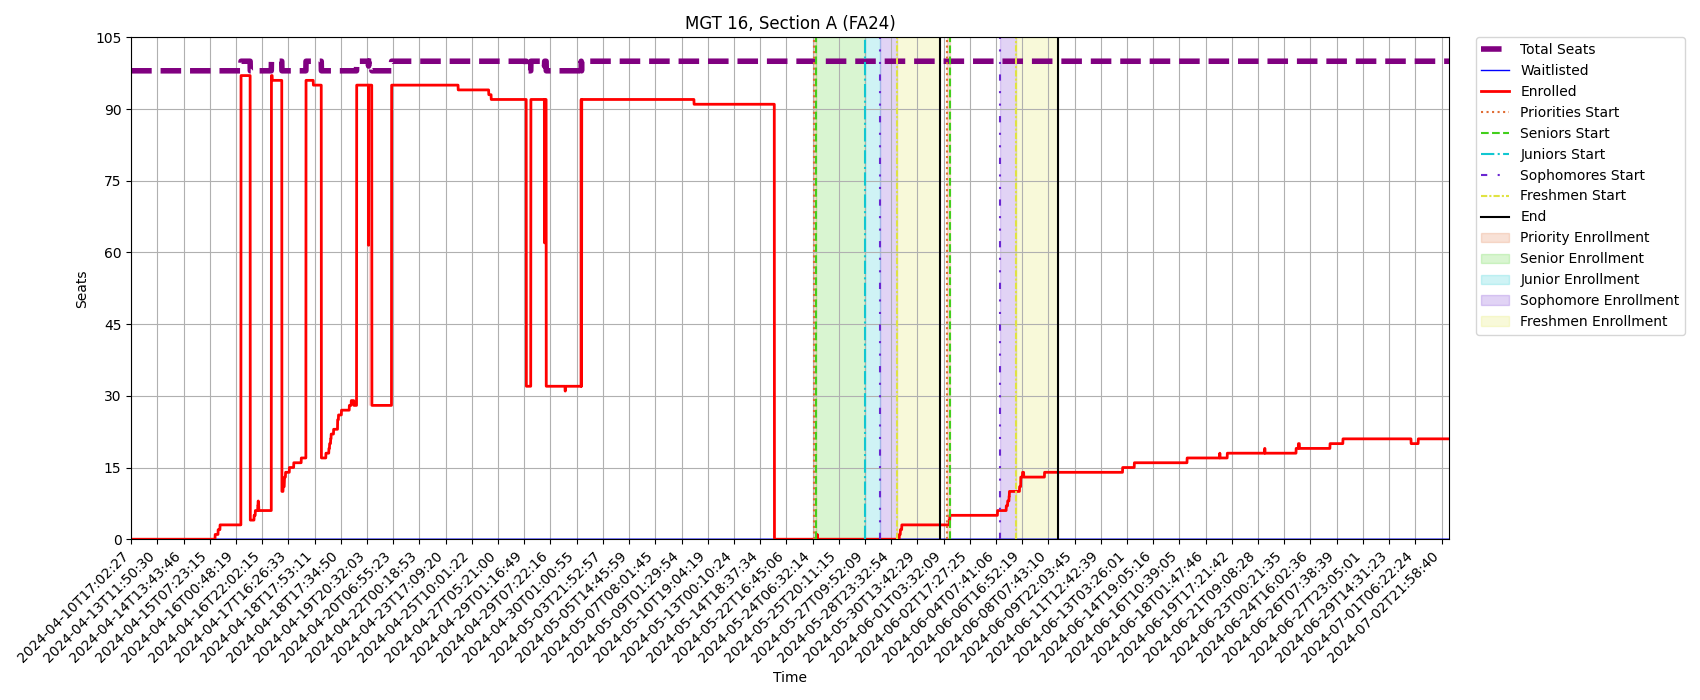 MGT 16, Section A (FA24)
Seats
105
90
75
60
45
30
15
0
2024-04-10T17:02:27
2024-04-13T11:50:30
2024-04-14T13:43:46
2024-04-15T07:23:15
2024-04-16T00:48:19
2024-04-16T22:02:15
2024-04-17T16:26:33
2024-04-18T17:53:11
2024-04-18T17:34:50
2024-04-19T20:32:03
2024-04-20T06:55:23
2024-04-22T00:18:53
2024-04-23T17:09:20
2024-04-25T10:01:22
2024-04-27T05:21:00
2024-04-29T01:16:49
2024-04-29T07:22:16
2024-04-30T01:00:55
2024-05-03T21:52:57
2024-05-05T14:45:59
2024-05-07T08:01:45
2024-05-09T01:29:54
2024-05-10T19:04:19
2024-05-13T00:10:24
2024-05-14T18:37:34
2024-05-22T16:45:06
2024-05-24T06:32:14
2024-05-25T20:11:15
2024-05-27T09:52:09
2024-05-28T23:32:54
2024-05-30T13:42:29
2024-06-01T03:32:09
2024-06-02T17:27:25
2024-06-04T07:41:06
2024-06-06T16:52:19
2024-06-08T07:43:10
2024-06-09T22:03:45
2024-06-11T12:42:39
2024-06-13T03:26:01
2024-06-14T19:05:16
2024-06-16T10:39:05
2024-06-18T01:47:46
2024-06-19T17:21:42
2024-06-21T09:08:28
2024-06-23T00:21:35
2024-06-24T16:02:36
2024-06-26T07:38:39
2024-06-27T23:05:01
2024-06-29T14:31:23
2024-07-01T06:22:24
2024-07-02T21:58:40
Time
Total Seats
Waitlisted
Enrolled
Priorities Start
Seniors Start
Juniors Start
Sophomores Start
Freshmen Start
End
Priority Enrollment
Senior Enrollment
Junior Enrollment
Sophomore Enrollment
Freshmen Enrollment